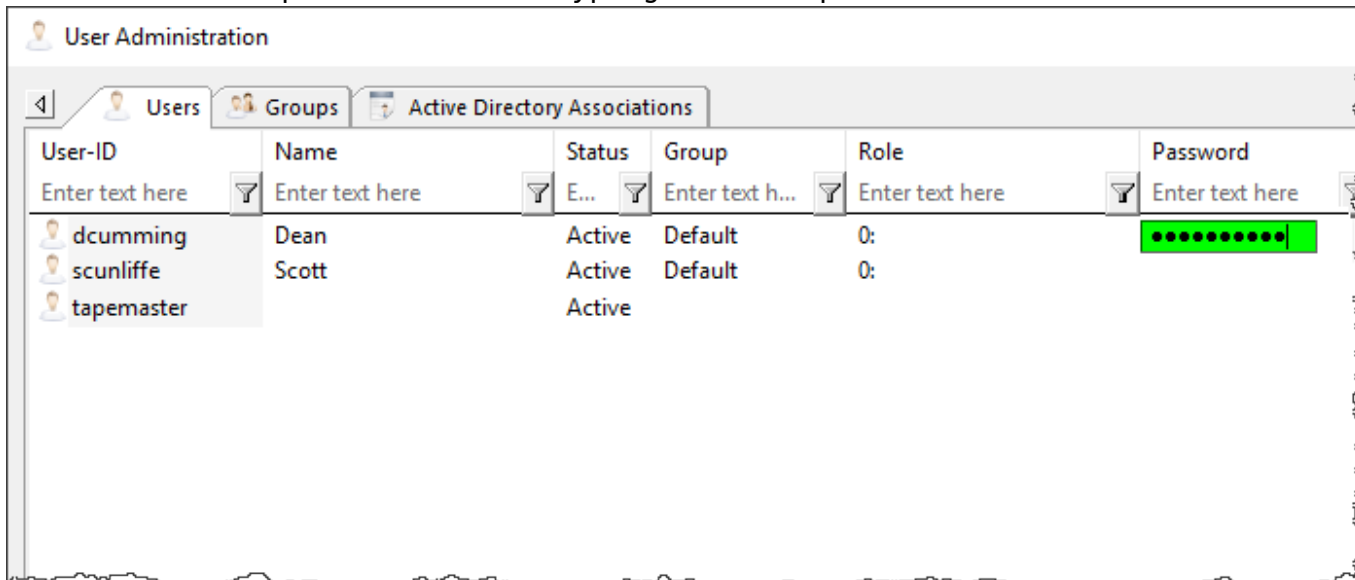 User Administration
Users Groups Active Directory Associations
User-ID Name Status Group Role Password
Enter text here Enter text here E... Enter text h... Enter text here Enter text here
dcumming Dean Active Default 0: ●●●●●●●●●●
scunliffe Scott Active Default 0:
tapemaster Active